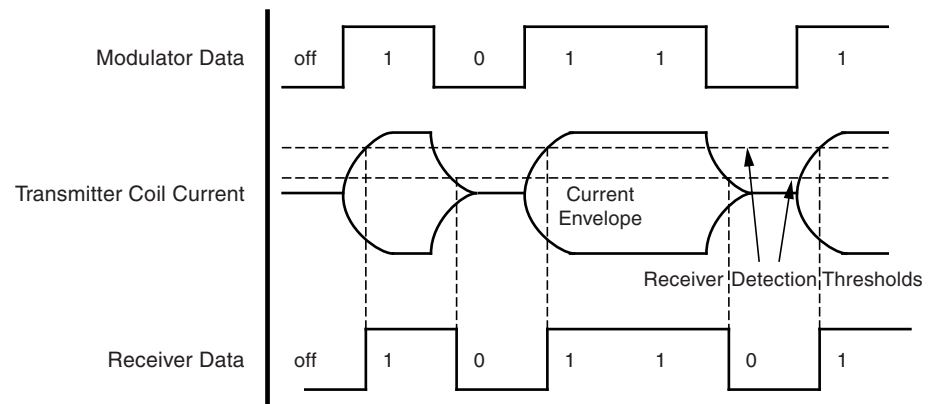 Modulator Data off 1 0 1 1 1
Transmitter Coil Current
Current
Envelope
Receiver Detection Thresholds
Receiver Data off 1 0 1 1 0 1